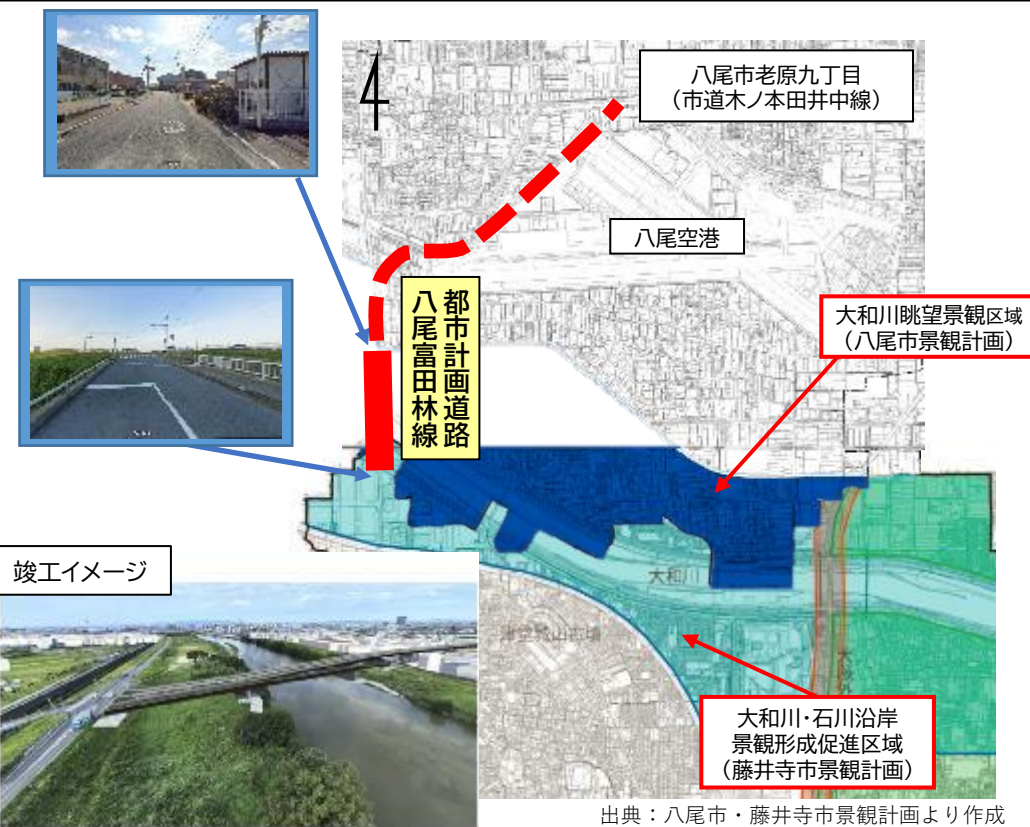 八尾市老原九丁目
（市道木ノ本田井中線）
八尾空港
都市計画道路
八尾富田林線
大和川眺望景観区域
（八尾市景観計画）
大和川
竣工イメージ
大和川・石川沿岸
景観形成促進区域
（藤井寺市景観計画）
出典：八尾市・藤井寺市景観計画より作成